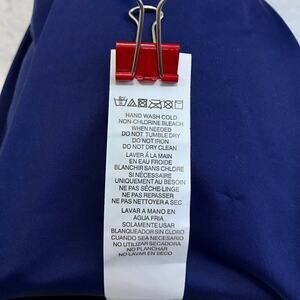 HAND WASH COLD
NON-CHLORINE BLEACH
WHEN NEEDED
DO NOT TUMBLE DRY
DO NOT IRON
DO NOT DRY CLEAN
LAVER À LA MAIN
EN EAU FROIDE
BLANCHIR SANS CHLORE
SI NÉCESSAIRE
UNIQUEMENT AU BESOIN
NE PAS SÈCHE-LINGE
NE PAS REPASSER
NE PAS NETTOYER A SEC
LAVAR A MANO EN
AGUA FRIA
SOLAMENTE USAR
BLANQUEADOR SIN CLORO
CUANDO SEA NECESARIO
NO UTILIZAR SECADORA
NO PLANCHAR
NO LAVAR EN SECO